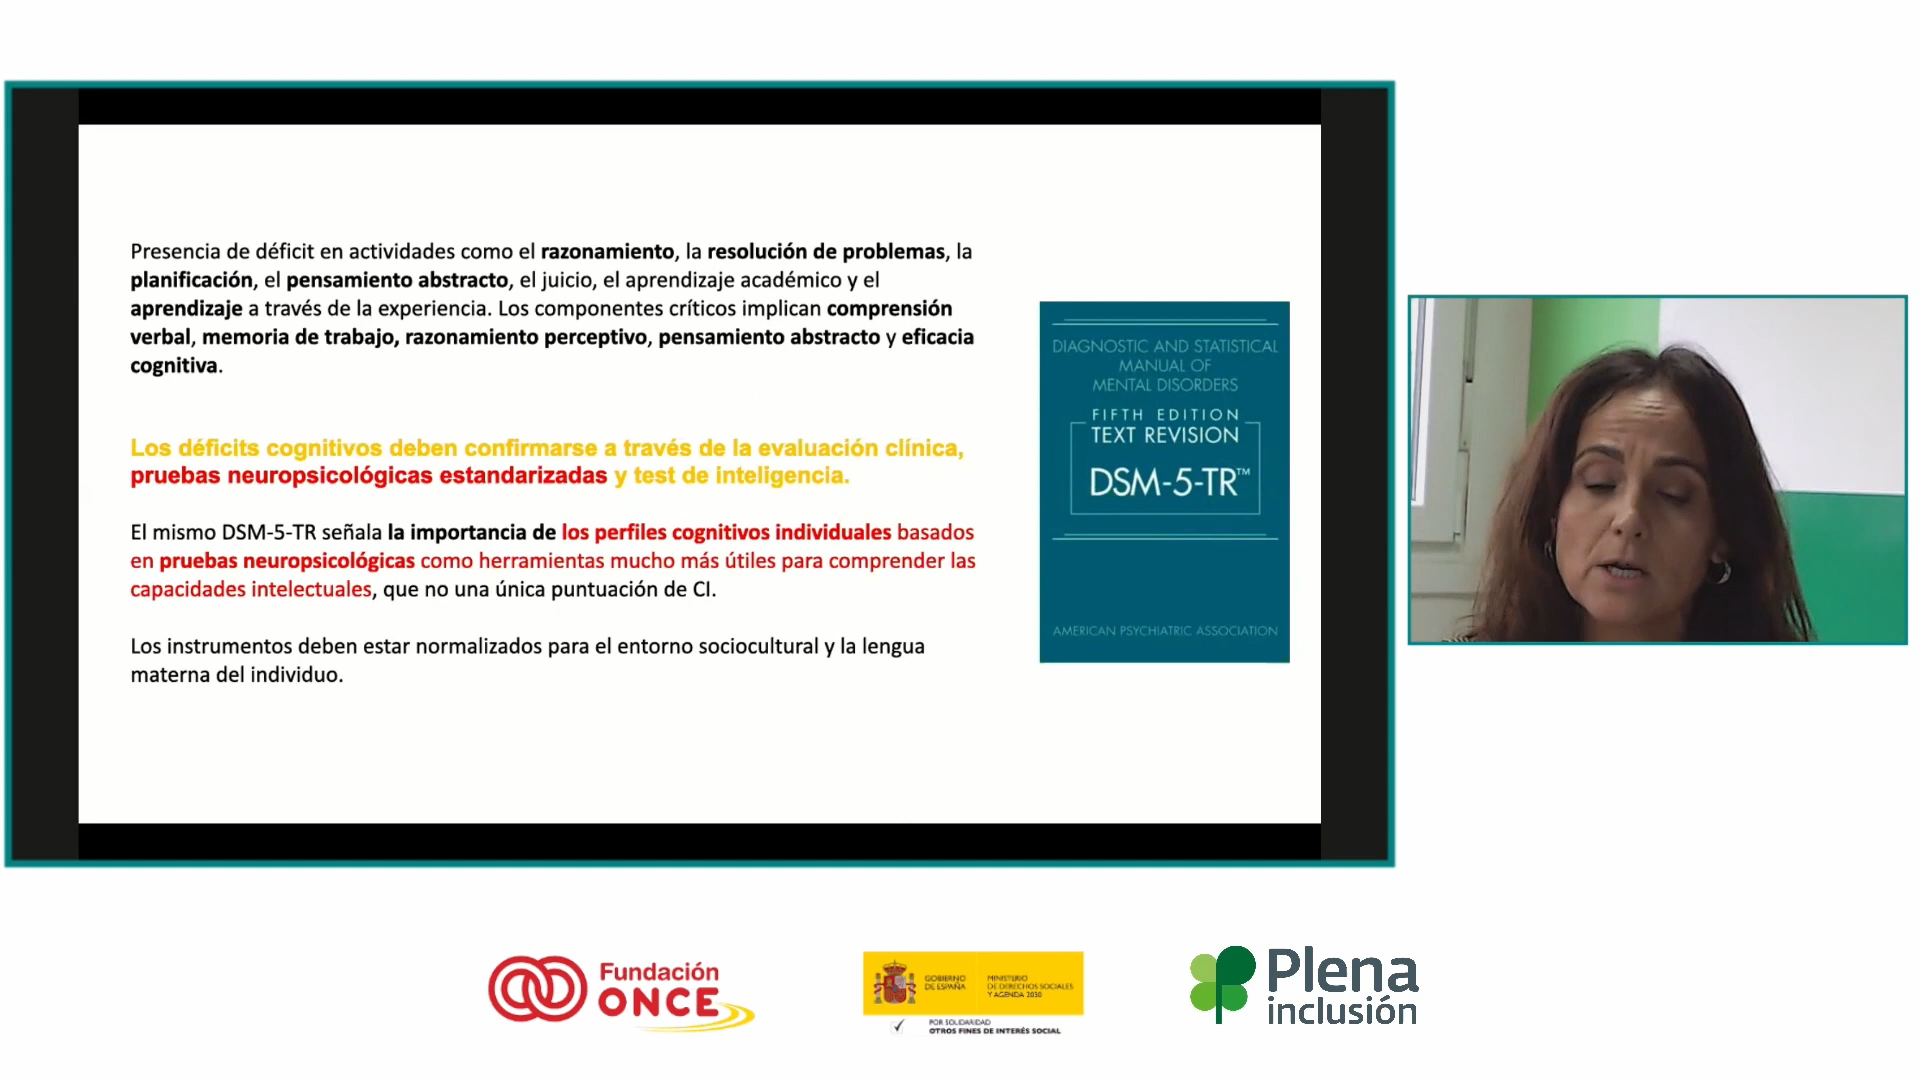 Presencia de déficit en actividades como el razonamiento, la resolución de problemas, la
planificación, el pensamiento abstracto, el juicio, el aprendizaje académico y el
aprendizaje a través de la experiencia. Los componentes críticos implican comprensión
verbal, memoria de trabajo, razonamiento perceptivo, pensamiento abstracto y eficacia
cognitiva.
Los déficits cognitivos deben confirmarse a través de la evaluación clínica,
pruebas neuropsicológicas estandarizadas y test de inteligencia.
El mismo DSM-5-TR señala la importancia de los perfiles cognitivos individuales basados
en pruebas neuropsicológicas como herramientas mucho más útiles para comprender las
capacidades intelectuales, que no una única puntuación de CI.
Los instrumentos deben estar normalizados para el entorno sociocultural y la lengua
materna del individuo.
DIAGNOSTIC AND STATISTICAL
MANUAL OF
MENTAL DISORDERS
FIFTH EDITION
TEXT REVISION
DSM-5-TR™
AMERICAN PSYCHIATRIC ASSOCIATION
Fundación
ONCE
GOBIERNO
DE ESPAÑA
MINISTERIO
DE DERECHOS SOCIALES
Y AGENDA 2030
POR SOLIDARIDAD
OTROS FINES DE INTERÉS SOCIAL
Plena
inclusión